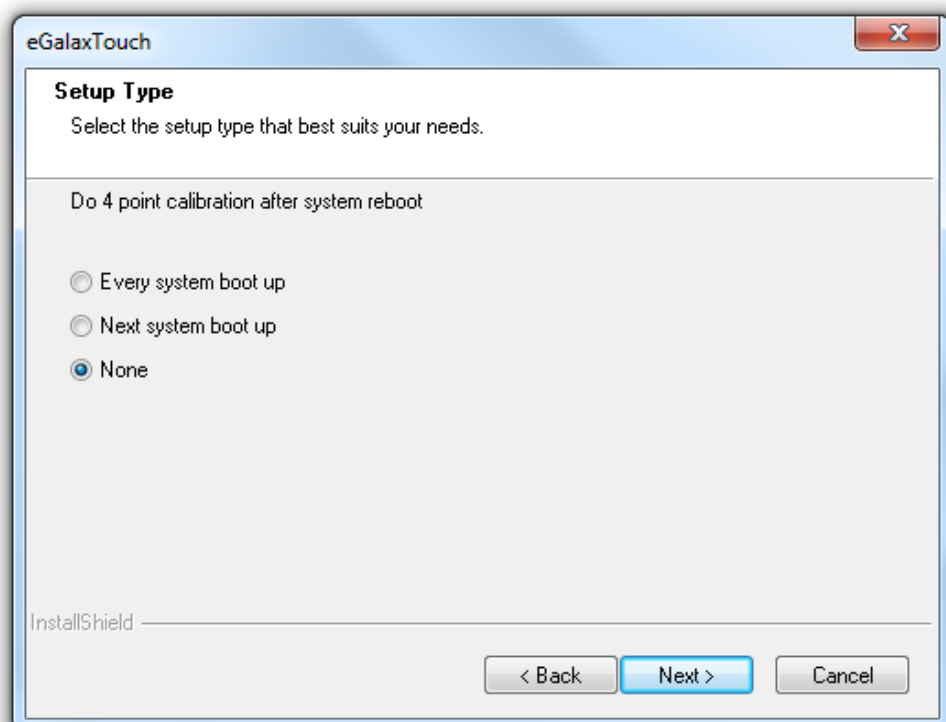 eGalaxTouch
Setup Type
Select the setup type that best suits your needs.
Do 4 point calibration after system reboot
Every system boot up
Next system boot up
None
InstallShield
< Back Next > Cancel